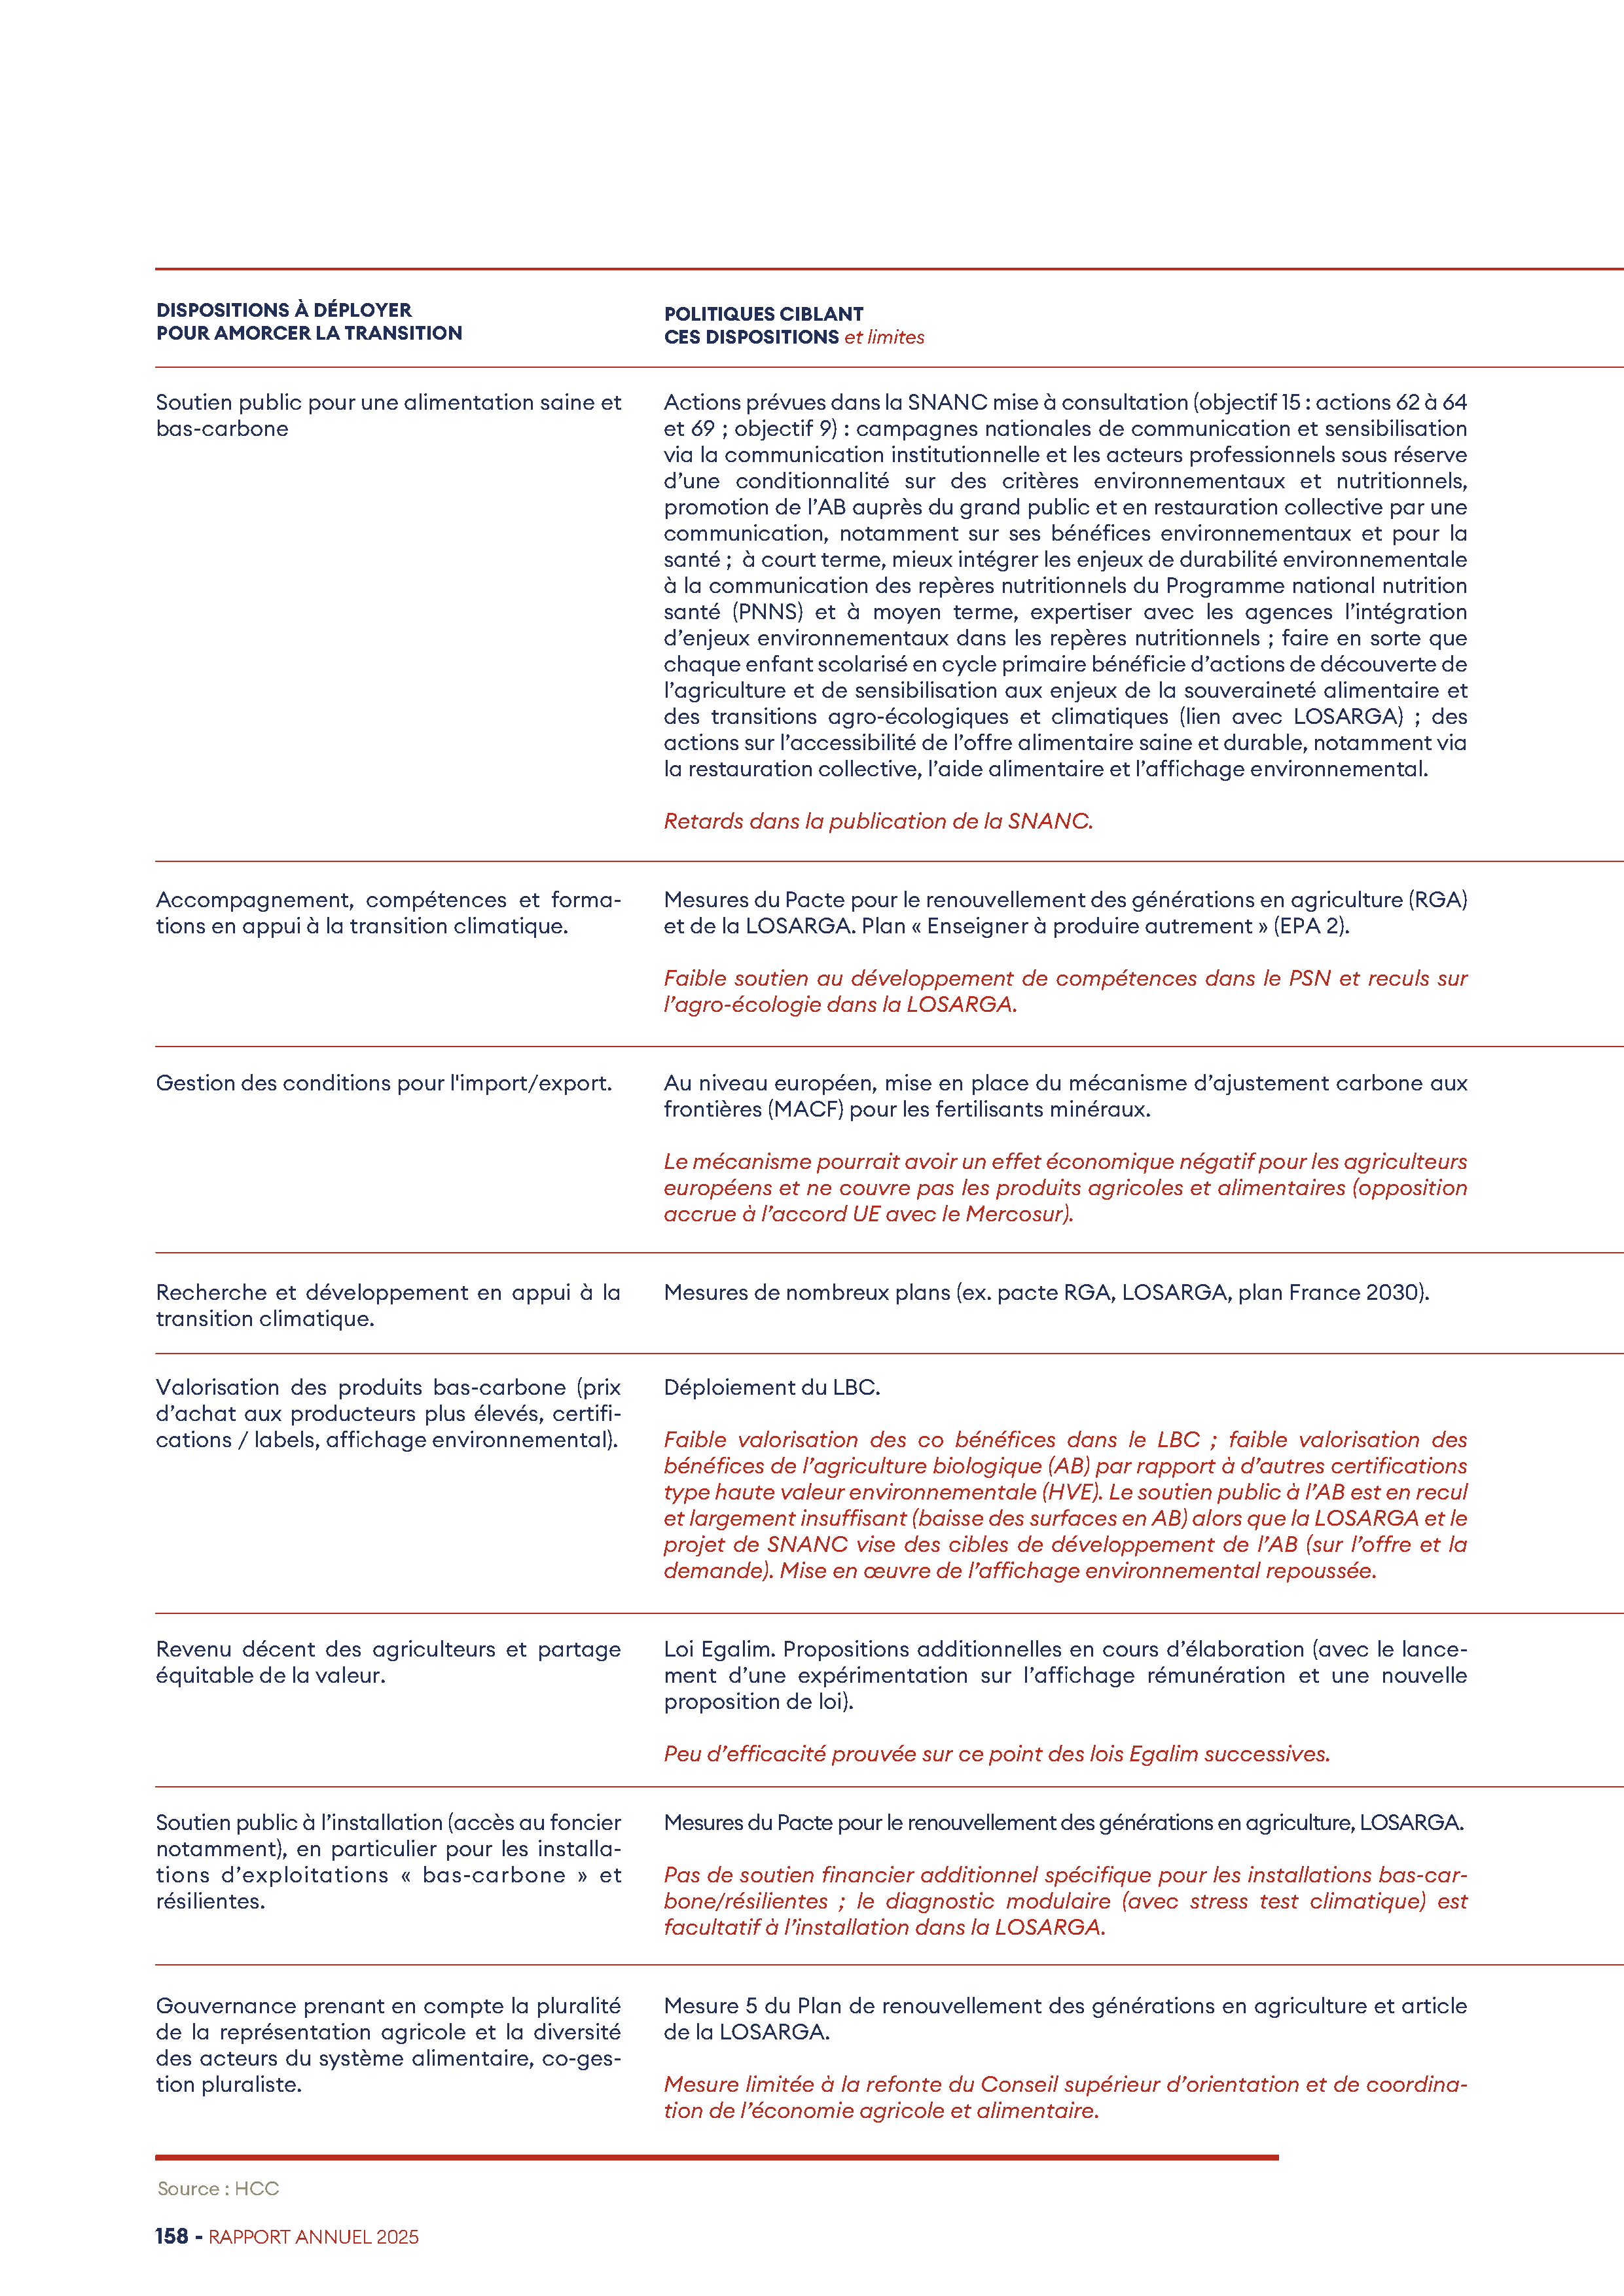 DISPOSITIONS À DÉPLOYER
POUR AMORCER LA TRANSITION
POLITIQUES CIBLANT
CES DISPOSITIONS et limites
Soutien public pour une alimentation saine et
bas-carbone
Actions prévues dans la SNANC mise à consultation (objectif 15 : actions 62 à 64
et 69 ; objectif 9) : campagnes nationales de communication et sensibilisation
via la communication institutionnelle et les acteurs professionnels sous réserve
d’une conditionnalité sur des critères environnementaux et nutritionnels,
promotion de l’AB auprès du grand public et en restauration collective par une
communication, notamment sur ses bénéfices environnementaux et pour la
santé ; à court terme, mieux intégrer les enjeux de durabilité environnementale
à la communication des repères nutritionnels du Programme national nutrition
santé (PNNS) et à moyen terme, expertiser avec les agences l’intégration
d’enjeux environnementaux dans les repères nutritionnels ; faire en sorte que
chaque enfant scolarisé en cycle primaire bénéficie d’actions de découverte de
l’agriculture et de sensibilisation aux enjeux de la souveraineté alimentaire et
des transitions agro-écologiques et climatiques (lien avec LOSARGA) ; des
actions sur l’accessibilité de l’offre alimentaire saine et durable, notamment via
la restauration collective, l’aide alimentaire et l’affichage environnemental.
Retards dans la publication de la SNANC.
Accompagnement, compétences et forma-
tions en appui à la transition climatique.
Mesures du Pacte pour le renouvellement des générations en agriculture (RGA)
et de la LOSARGA. Plan « Enseigner à produire autrement » (EPA 2).
Faible soutien au développement de compétences dans le PSN et reculs sur
l’agro-écologie dans la LOSARGA.
Gestion des conditions pour l'import/export.
Au niveau européen, mise en place du mécanisme d’ajustement carbone aux
frontières (MACF) pour les fertilisants minéraux.
Le mécanisme pourrait avoir un effet économique négatif pour les agriculteurs
européens et ne couvre pas les produits agricoles et alimentaires (opposition
accrue à l’accord UE avec le Mercosur).
Recherche et développement en appui à la
transition climatique.
Mesures de nombreux plans (ex. pacte RGA, LOSARGA, plan France 2030).
Valorisation des produits bas-carbone (prix
d’achat aux producteurs plus élevés, certifi-
cations / labels, affichage environnemental).
Déploiement du LBC.
Faible valorisation des co bénéfices dans le LBC ; faible valorisation des
bénéfices de l’agriculture biologique (AB) par rapport à d’autres certifications
type haute valeur environnementale (HVE). Le soutien public à l’AB est en recul
et largement insuffisant (baisse des surfaces en AB) alors que la LOSARGA et le
projet de SNANC vise des cibles de développement de l’AB (sur l’offre et la
demande). Mise en œuvre de l’affichage environnemental repoussée.
Revenu décent des agriculteurs et partage
équitable de la valeur.
Loi Egalim. Propositions additionnelles en cours d’élaboration (avec le lance-
ment d’une expérimentation sur l’affichage rémunération et une nouvelle
proposition de loi).
Peu d’efficacité prouvée sur ce point des lois Egalim successives.
Soutien public à l’installation (accès au foncier
notamment), en particulier pour les installa-
tions d’exploitations « bas-carbone » et
résilientes.
Mesures du Pacte pour le renouvellement des générations en agriculture, LOSARGA.
Pas de soutien financier additionnel spécifique pour les installations bas-car-
bone/résilientes ; le diagnostic modulaire (avec stress test climatique) est
facultatif à l’installation dans la LOSARGA.
Gouvernance prenant en compte la pluralité
de la représentation agricole et la diversité
des acteurs du système alimentaire, co-ges-
tion pluraliste.
Mesure 5 du Plan de renouvellement des générations en agriculture et article
de la LOSARGA.
Mesure limitée à la refonte du Conseil supérieur d’orientation et de coordina-
tion de l’économie agricole et alimentaire.
Source : HCC
158 - RAPPORT ANNUEL 2025